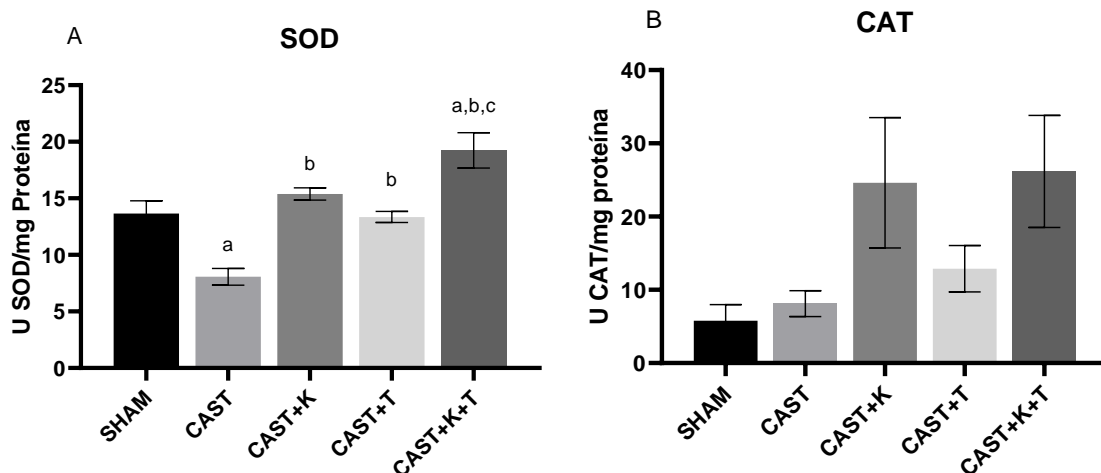 A
SOD
U SOD/mg Proteína
25
20
15
10
5
0
a
b
b
a,b,c
SHAM
CAST
CAST+K
CAST+T
CAST+K+T
B
CAT
U CAT/mg proteína
40
30
20
10
0
SHAM
CAST
CAST+K
CAST+T
CAST+K+T